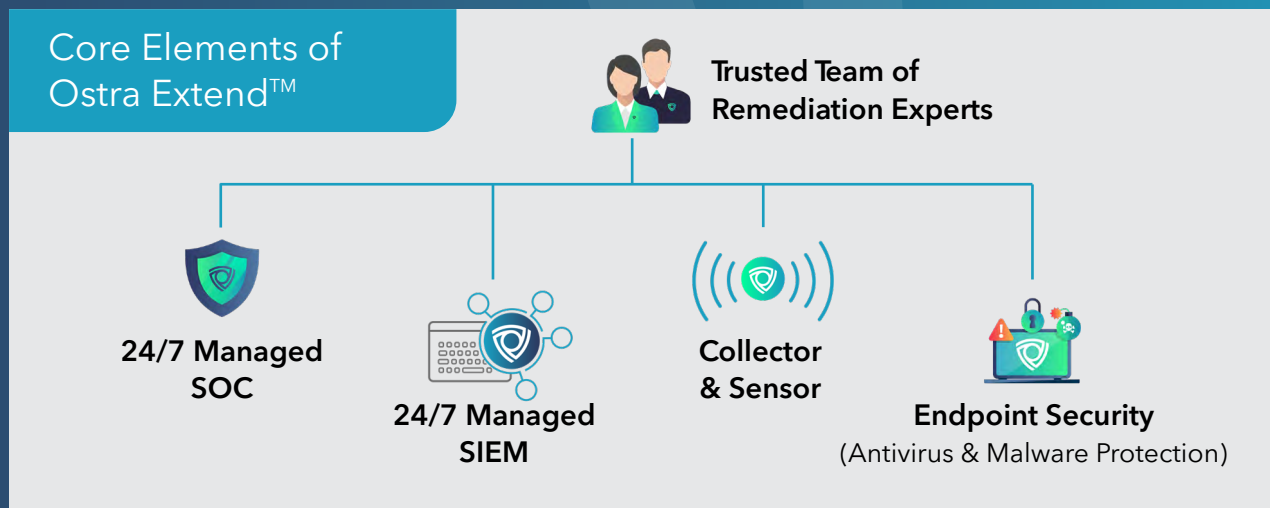 Core Elements of
Ostra Extend™
Trusted Team of
Remediation Experts
24/7 Managed
SOC
24/7 Managed
SIEM
Collector
& Sensor
Endpoint Security
(Antivirus & Malware Protection)